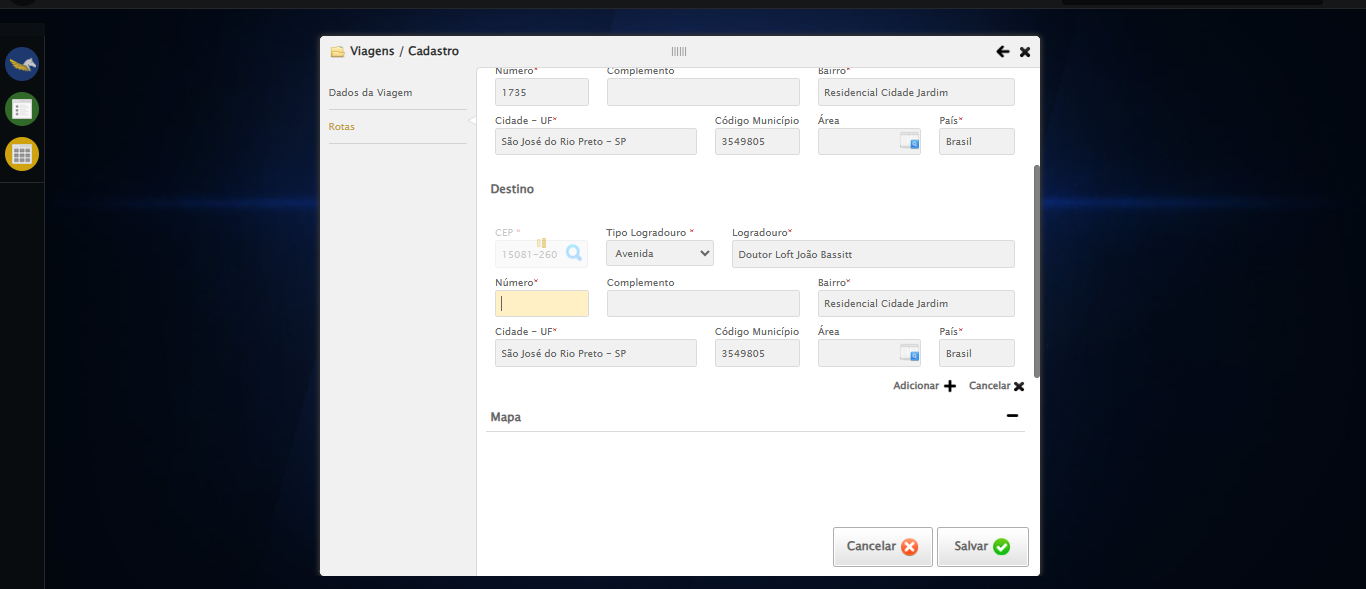 Viagens / Cadastro
Dados da Viagem
Rotas
Número* Complemento Bairro*
1735 Residencial Cidade Jardim
Cidade - UF* Código Município Área País*
São José do Rio Preto - SP 3549805 Brasil
Destino
CEP * Tipo Logradouro * Logradouro*
15081-260 Avenida Doutor Loft João Bassitt
Número* Complemento Bairro*
Residencial Cidade Jardim
Cidade - UF* Código Município Área País*
São José do Rio Preto - SP 3549805 Brasil
Adicionar Cancelar
Mapa
Cancelar Salvar